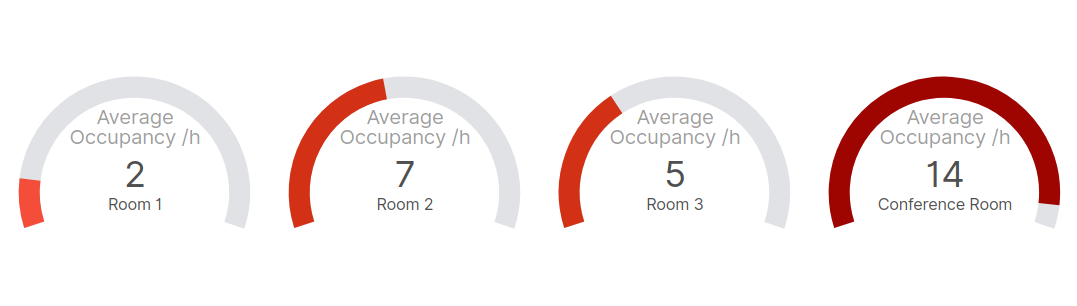 Average
Occupancy /h
2
Room 1
Average
Occupancy /h
7
Room 2
Average
Occupancy /h
5
Room 3
Average
Occupancy /h
14
Conference Room